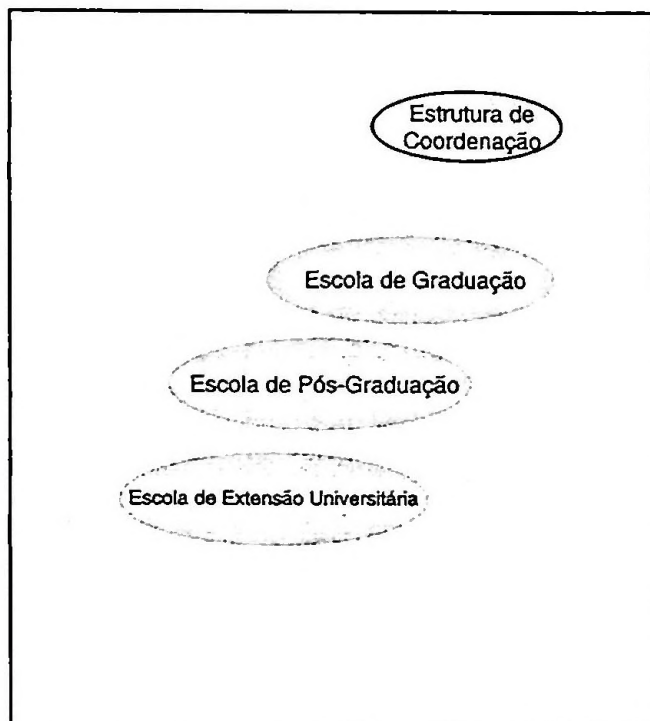 Estrutura de
Coordenação
Escola de Graduação
Escola de Pós-Graduação
Escola de Extensão Universitária